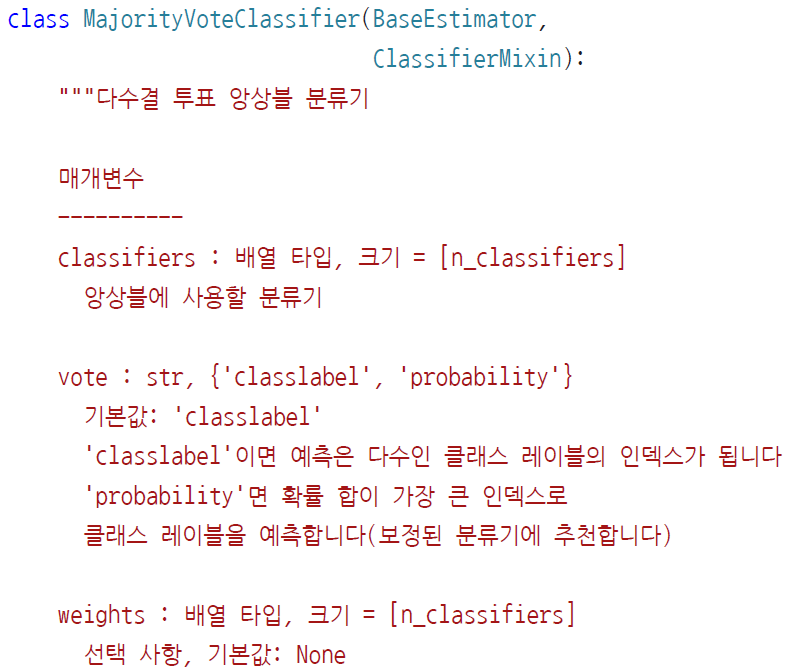 class MajorityVoteClassifier(BaseEstimator,
ClassifierMixin):
"""다수결 투표 앙상블 분류기
매개변수
----------
classifiers : 배열 타입, 크기 = [n_classifiers]
앙상블에 사용할 분류기
vote : str, {'classlabel', 'probability'}
기본값: 'classlabel'
'classlabel'이면 예측은 다수인 클래스 레이블의 인덱스가 됩니다
'probability'면 확률 합이 가장 큰 인덱스로
클래스 레이블을 예측합니다(보정된 분류기에 추천합니다)
weights : 배열 타입, 크기 = [n_classifiers]
선택 사항, 기본값: None